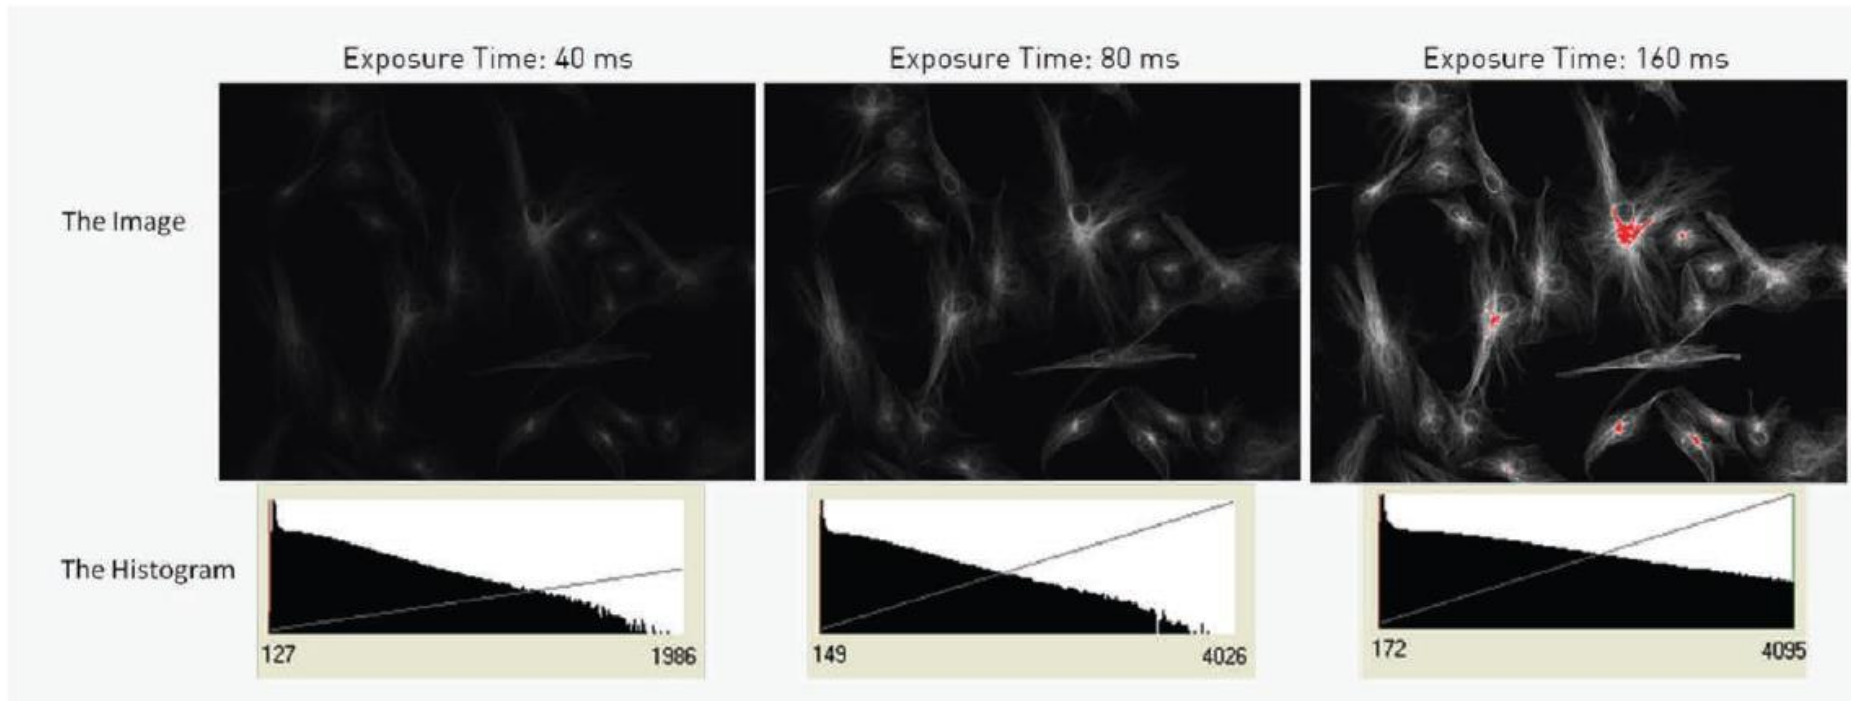 Exposure Time: 40 ms
Exposure Time: 80 ms
Exposure Time: 160 ms
The Image
The Histogram
127
1986
149
4026
172
4095